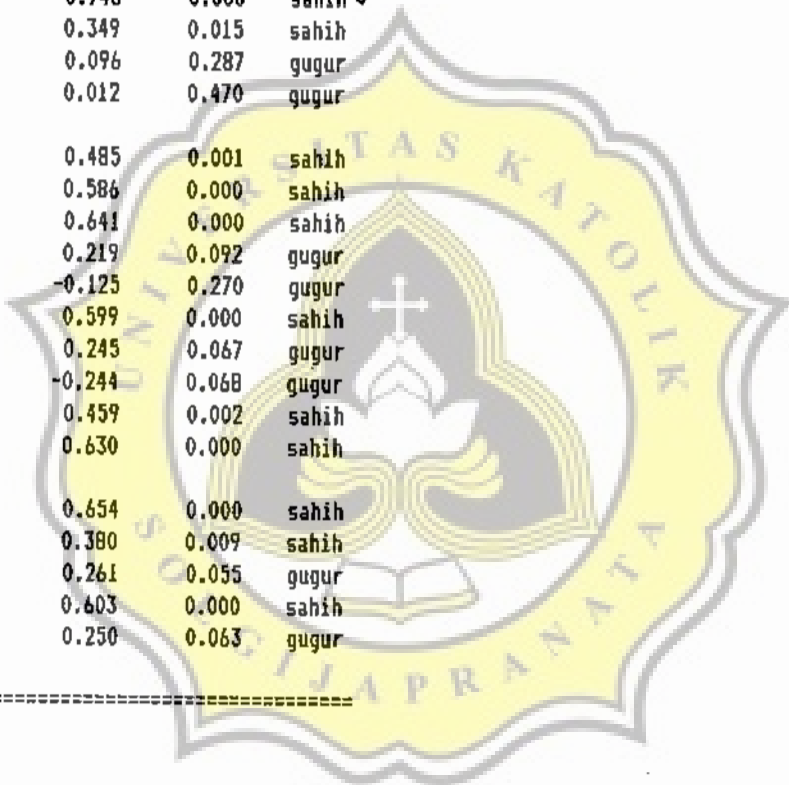 0.349 0.015 sahih
0.096 0.287 gugur
0.012 0.470 gugur
0.485 0.001 sahih
0.586 0.000 sahih
0.641 0.000 sahih
0.219 0.092 gugur
-0.125 0.270 gugur
0.599 0.000 sahih
0.245 0.067 gugur
-0.244 0.068 gugur
0.459 0.002 sahih
0.630 0.000 sahih
0.654 0.000 sahih
0.380 0.009 sahih
0.261 0.055 gugur
0.603 0.000 sahih
0.250 0.063 gugur
UNIVERSITAS KATOLIK
SOEGIJAPRANATA